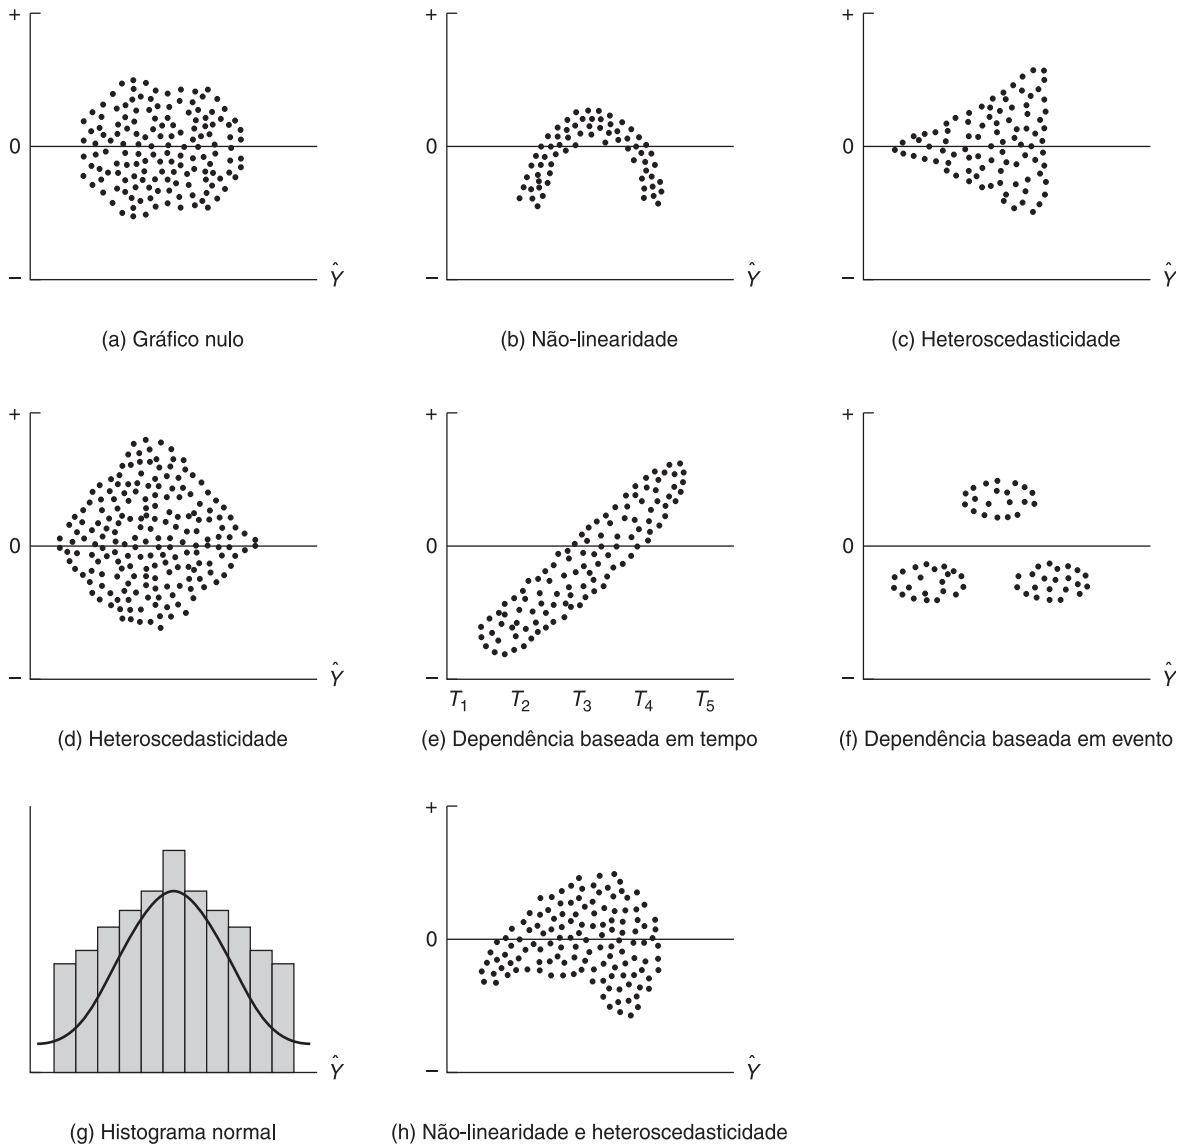 +
0
−
Ŷ
(a) Gráfico nulo
+
0
−
Ŷ
(b) Não-linearidade
+
0
−
Ŷ
(c) Heteroscedasticidade
+
0
−
Ŷ
(d) Heteroscedasticidade
+
0
−
T₁ T₂ T₃ T₄ T₅
(e) Dependência baseada em tempo
+
0
−
Ŷ
(f) Dependência baseada em evento
Ŷ
(g) Histograma normal
+
0
−
Ŷ
(h) Não-linearidade e heteroscedasticidade